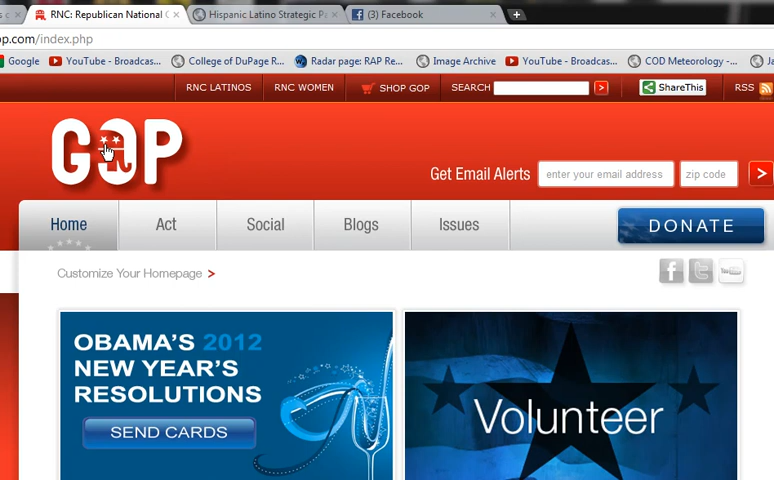 RNC: Republican National C
Hispanic Latino Strategic Pa
(3) Facebook
op.com/index.php
Google
YouTube - Broadcas...
College of DuPage R...
Radar page: RAP Re...
Image Archive
YouTube - Broadcas...
COD Meteorology -...
RNC LATINOS
RNC WOMEN
SHOP GOP
SEARCH
ShareThis
RSS
GOP
Get Email Alerts
enter your email address
zip code
Home
Act
Social
Blogs
Issues
DONATE
Customize Your Homepage >
OBAMA'S 2012
NEW YEAR'S
RESOLUTIONS
SEND CARDS
Volunteer